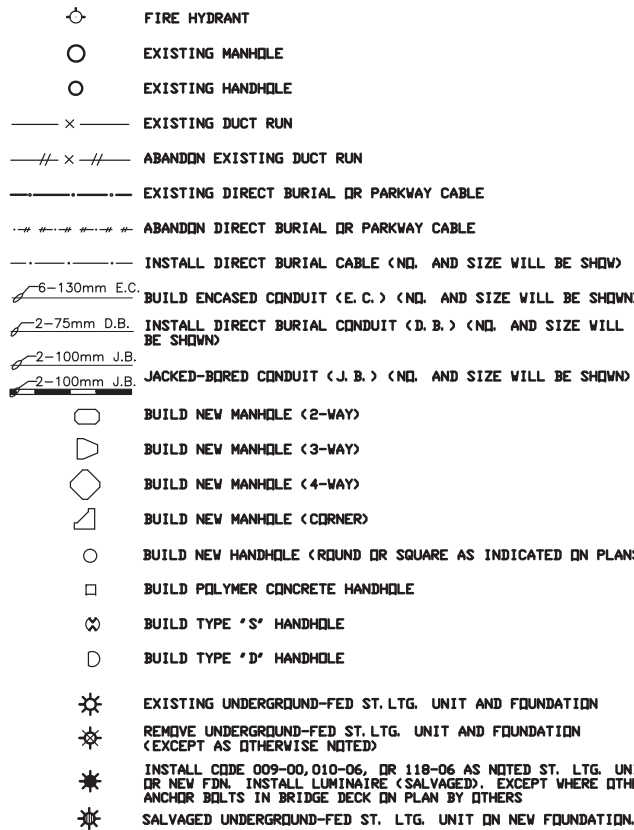 FIRE HYDRANT
EXISTING MANHOLE
EXISTING HANDHOLE
EXISTING DUCT RUN
ABANDON EXISTING DUCT RUN
EXISTING DIRECT BURIAL OR PARKWAY CABLE
ABANDON DIRECT BURIAL OR PARKWAY CABLE
INSTALL DIRECT BURIAL CABLE (NO. AND SIZE WILL BE SHOW)
6-130mm E.C. BUILD ENCASED CONDUIT (E.C.) (NO. AND SIZE WILL BE SHOWN)
2-75mm D.B. INSTALL DIRECT BURIAL CONDUIT (D.B.) (NO. AND SIZE WILL
BE SHOWN)
2-100mm J.B.
2-100mm J.B. JACKED-BORED CONDUIT (J.B.) (NO. AND SIZE WILL BE SHOWN)
BUILD NEW MANHOLE (2-WAY)
BUILD NEW MANHOLE (3-WAY)
BUILD NEW MANHOLE (4-WAY)
BUILD NEW MANHOLE (CORNER)
BUILD NEW HANDHOLE (ROUND OR SQUARE AS INDICATED ON PLANS
BUILD POLYMER CONCRETE HANDHOLE
BUILD TYPE "S" HANDHOLE
BUILD TYPE "D" HANDHOLE
EXISTING UNDERGROUND-FED ST.LTG. UNIT AND FOUNDATION
REMOVE UNDERGROUND-FED ST.LTG. UNIT AND FOUNDATION
(EXCEPT AS OTHERWISE NOTED)
INSTALL CODE 009-00,010-06, OR 118-06 AS NOTED ST. LTG.
OR NEW FDN. INSTALL LUMINAIRE (SALVAGED). EXCEPT WHERE
ANCHOR BOLTS IN BRIDGE DECK ON PLAN BY OTHERS
SALVAGED UNDERGROUND-FED ST. LTG. UNIT ON NEW FOUNDATION.